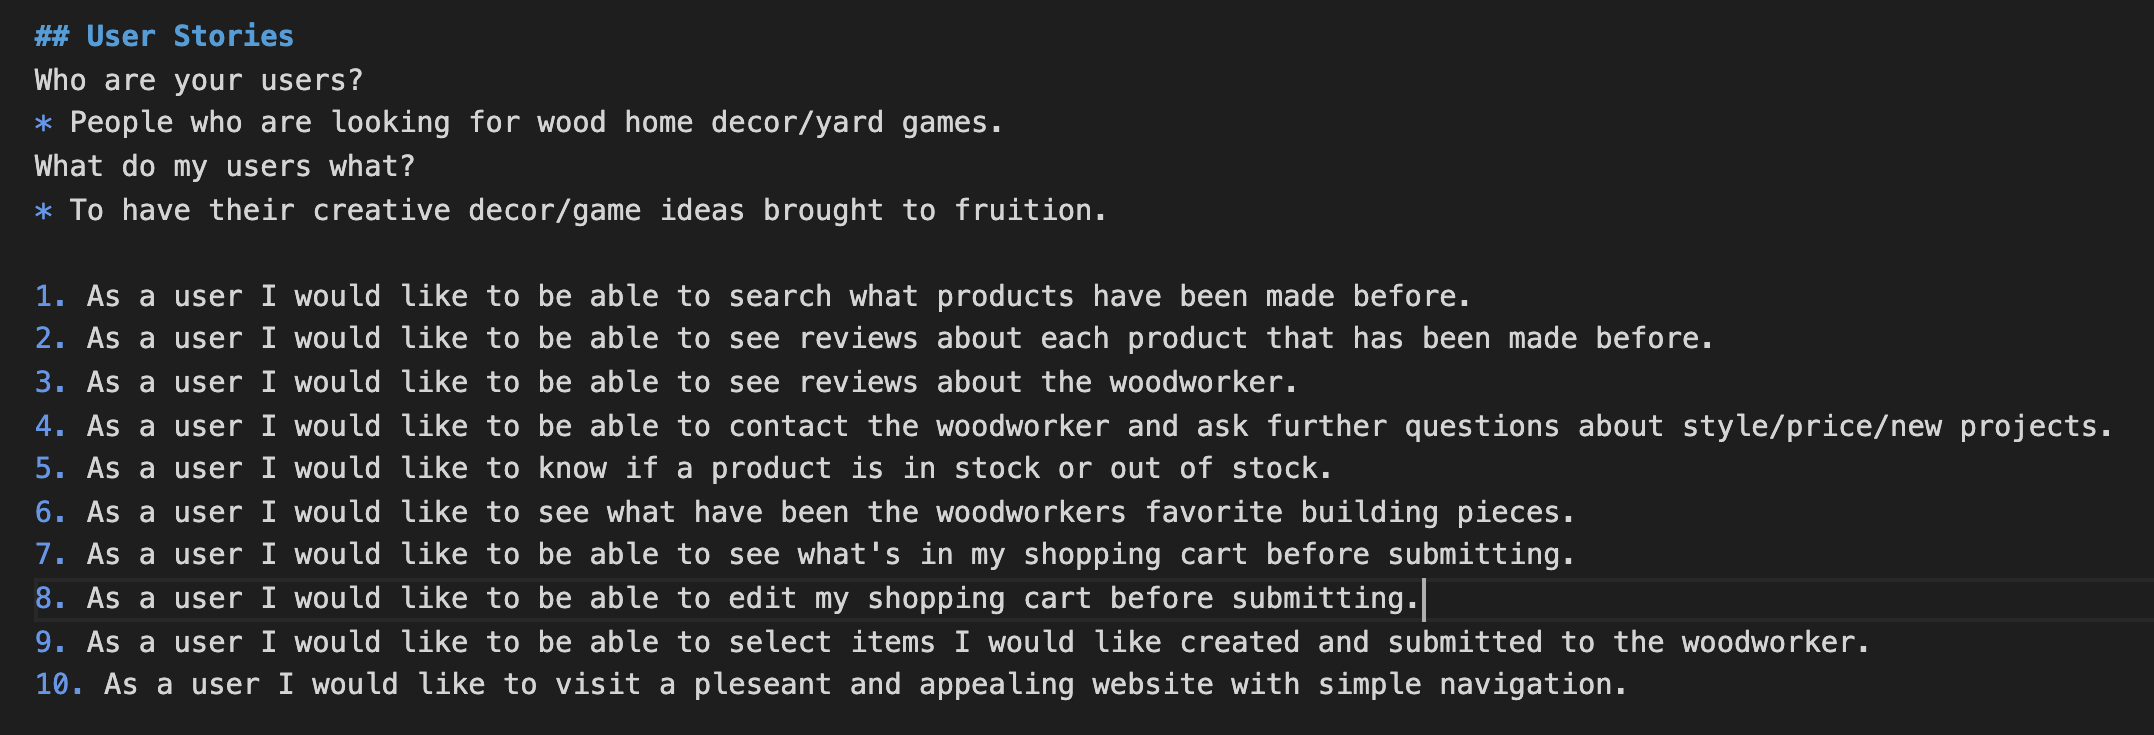 ## User Stories
Who are your users?
* People who are looking for wood home decor/yard games.
What do my users what?
* To have their creative decor/game ideas brought to fruition.
1. As a user I would like to be able to search what products have been made before.
2. As a user I would like to be able to see reviews about each product that has been made before.
3. As a user I would like to be able to see reviews about the woodworker.
4. As a user I would like to be able to contact the woodworker and ask further questions about style/price/new projects.
5. As a user I would like to know if a product is in stock or out of stock.
6. As a user I would like to see what have been the woodworkers favorite building pieces.
7. As a user I would like to be able to see what's in my shopping cart before submitting.
8. As a user I would like to be able to edit my shopping cart before submitting.
9. As a user I would like to be able to select items I would like created and submitted to the woodworker.
10. As a user I would like to visit a pleseant and appealing website with simple navigation.